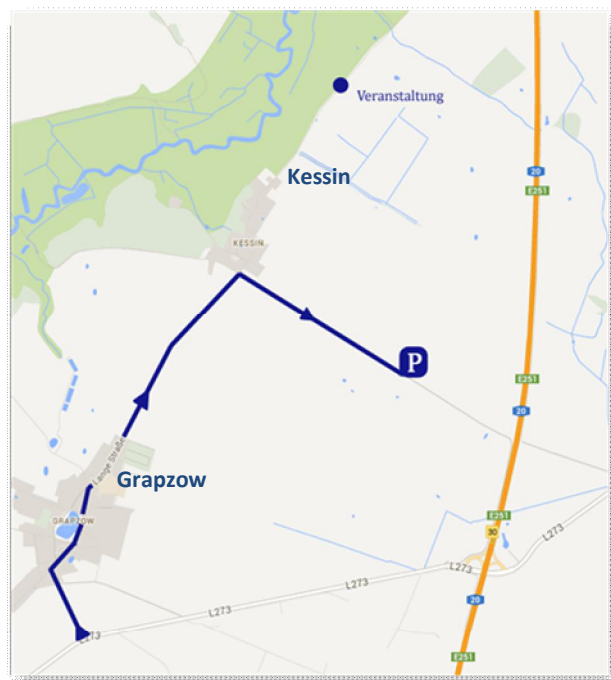 Veranstaltung
20
Kessin
E251
KESSIN
P
E251
20
Lange Straße
Grapzow
E251
GRAPZOW
30
L273
L273
L273
20
L273
L273
E251